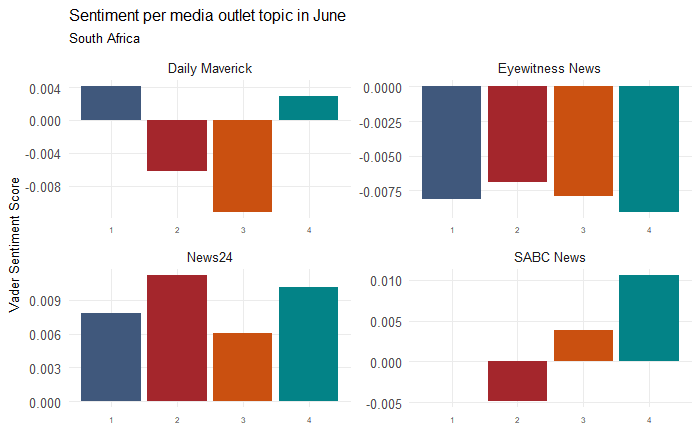 Sentiment per media outlet topic in June
South Africa
Vader Sentiment Score
Daily Maverick
0.004
0.000
-0.004
-0.008
1 2 3 4
Eyewitness News
0.0000
-0.0025
-0.0050
-0.0075
1 2 3 4
News24
0.009
0.006
0.003
0.000
1 2 3 4
SABC News
0.010
0.005
0.000
-0.005
1 2 3 4